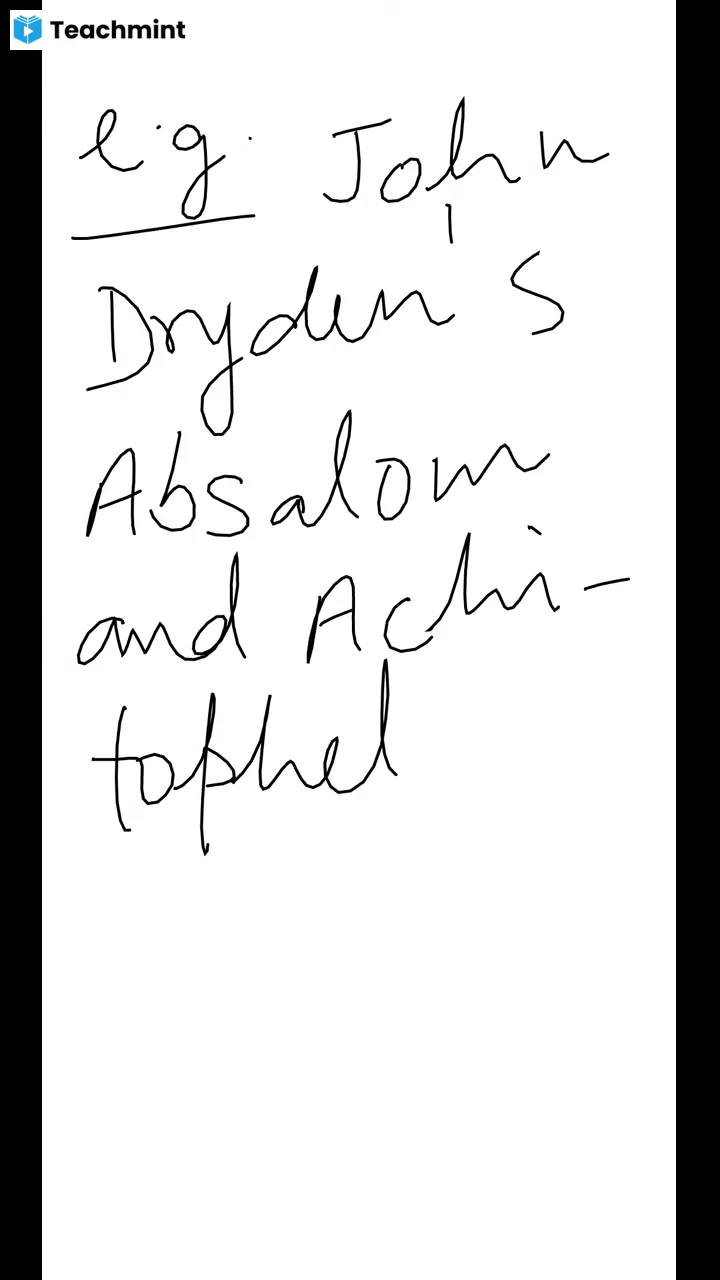 Teachmint
e.g. John
Dryden's
Absalom
and Achi-
tophel